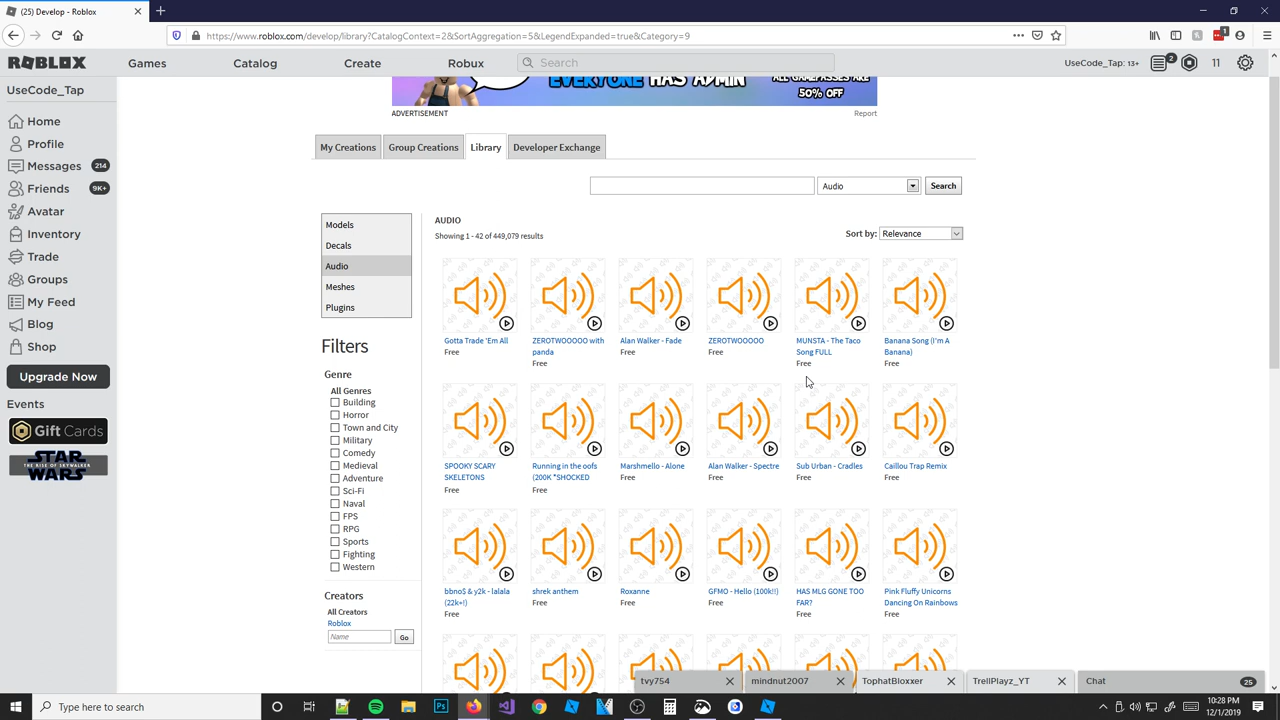 (25) Develop - Roblox
https://www.roblox.com/develop/library?CatalogContext=2&SortAggregation=5&LegendExpanded=true&Category=9
ROBLOX
Games
Catalog
Create
Robux
Search
UseCode_Tap: 13+
2
11
EVERYONE HAS ADMIN
ALL GAMEPASSES ARE
50% OFF
ADVERTISEMENT
Report
UseCode_Tap
Home
Profile
Messages 214
Friends 9K+
Avatar
Inventory
Trade
Groups
My Feed
Blog
Shop
Upgrade Now
Events
Gift Cards
STAR
THE RISE OF SKYWALKER
WARS
My Creations
Group Creations
Library
Developer Exchange
Audio
Search
Models
Decals
Audio
Meshes
Plugins
Filters
Genre
All Genres
Building
Horror
Town and City
Military
Comedy
Medieval
Adventure
Sci-Fi
Naval
FPS
RPG
Sports
Fighting
Western
Creators
All Creators
Roblox
Name
Go
AUDIO
Showing 1 - 42 of 449,079 results
Sort by: Relevance
Gotta Trade 'Em All
Free
ZEROTWOOOOO with
panda
Free
Alan Walker - Fade
Free
ZEROTWOOOOO
Free
MUNSTA - The Taco
Song FULL
Free
Banana Song (I'm A
Banana)
Free
SPOOKY SCARY
SKELETONS
Free
Running in the oofs
(200K *SHOCKED
Free
Marshmello - Alone
Free
Alan Walker - Spectre
Free
Sub Urban - Cradles
Free
Caillou Trap Remix
Free
bbno$ & y2k - lalala
(22k+!)
Free
shrek anthem
Free
Roxanne
Free
GFMO - Hello (100k!!)
Free
HAS MLG GONE TOO
FAR?
Free
Pink Fluffy Unicorns
Dancing On Rainbows
Free
tvy754
mindnut2007
TophatBloxxer
TrellPlayz_YT
Chat
25
Type here to search
10:28 PM
12/1/2019